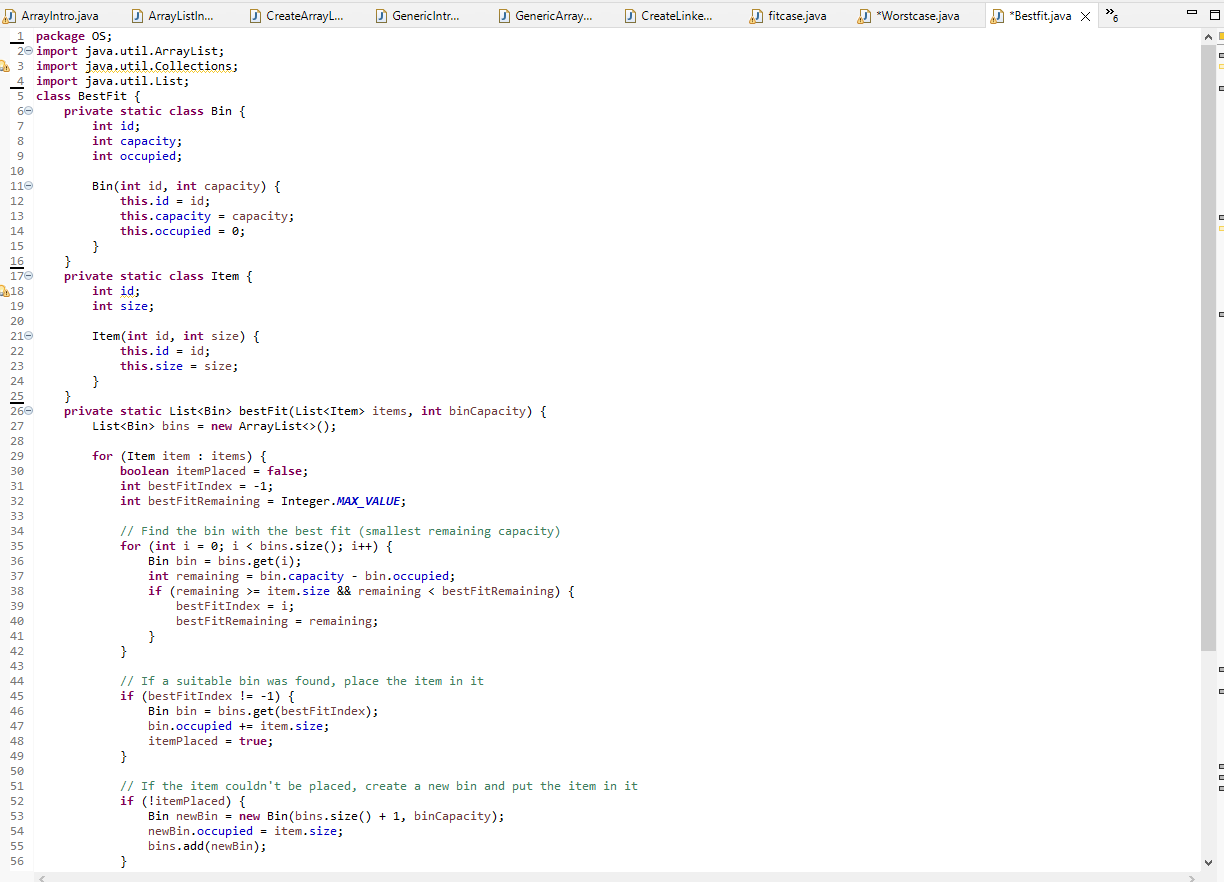 ArrayIntro.java ArrayListIn... CreateArrayL... GenericIntr... GenericArray... CreateLinke... fitcase.java *Worstcase.java *Bestfit.java »6
1 package OS;
2 import java.util.ArrayList;
3 import java.util.Collections;
4 import java.util.List;
5 class BestFit {
6     private static class Bin {
7         int id;
8         int capacity;
9         int occupied;
10
11         Bin(int id, int capacity) {
12             this.id = id;
13             this.capacity = capacity;
14             this.occupied = 0;
15         }
16     }
17     private static class Item {
18         int id;
19         int size;
20
21         Item(int id, int size) {
22             this.id = id;
23             this.size = size;
24         }
25     }
26     private static List<Bin> bestFit(List<Item> items, int binCapacity) {
27         List<Bin> bins = new ArrayList<>();
28
29         for (Item item : items) {
30             boolean itemPlaced = false;
31             int bestFitIndex = -1;
32             int bestFitRemaining = Integer.MAX_VALUE;
33
34             // Find the bin with the best fit (smallest remaining capacity)
35             for (int i = 0; i < bins.size(); i++) {
36                 Bin bin = bins.get(i);
37                 int remaining = bin.capacity - bin.occupied;
38                 if (remaining >= item.size && remaining < bestFitRemaining) {
39                     bestFitIndex = i;
40                     bestFitRemaining = remaining;
41                 }
42             }
43
44             // If a suitable bin was found, place the item in it
45             if (bestFitIndex != -1) {
46                 Bin bin = bins.get(bestFitIndex);
47                 bin.occupied += item.size;
48                 itemPlaced = true;
49             }
50
51             // If the item couldn't be placed, create a new bin and put the item in it
52             if (!itemPlaced) {
53                 Bin newBin = new Bin(bins.size() + 1, binCapacity);
54                 newBin.occupied = item.size;
55                 bins.add(newBin);
56             }